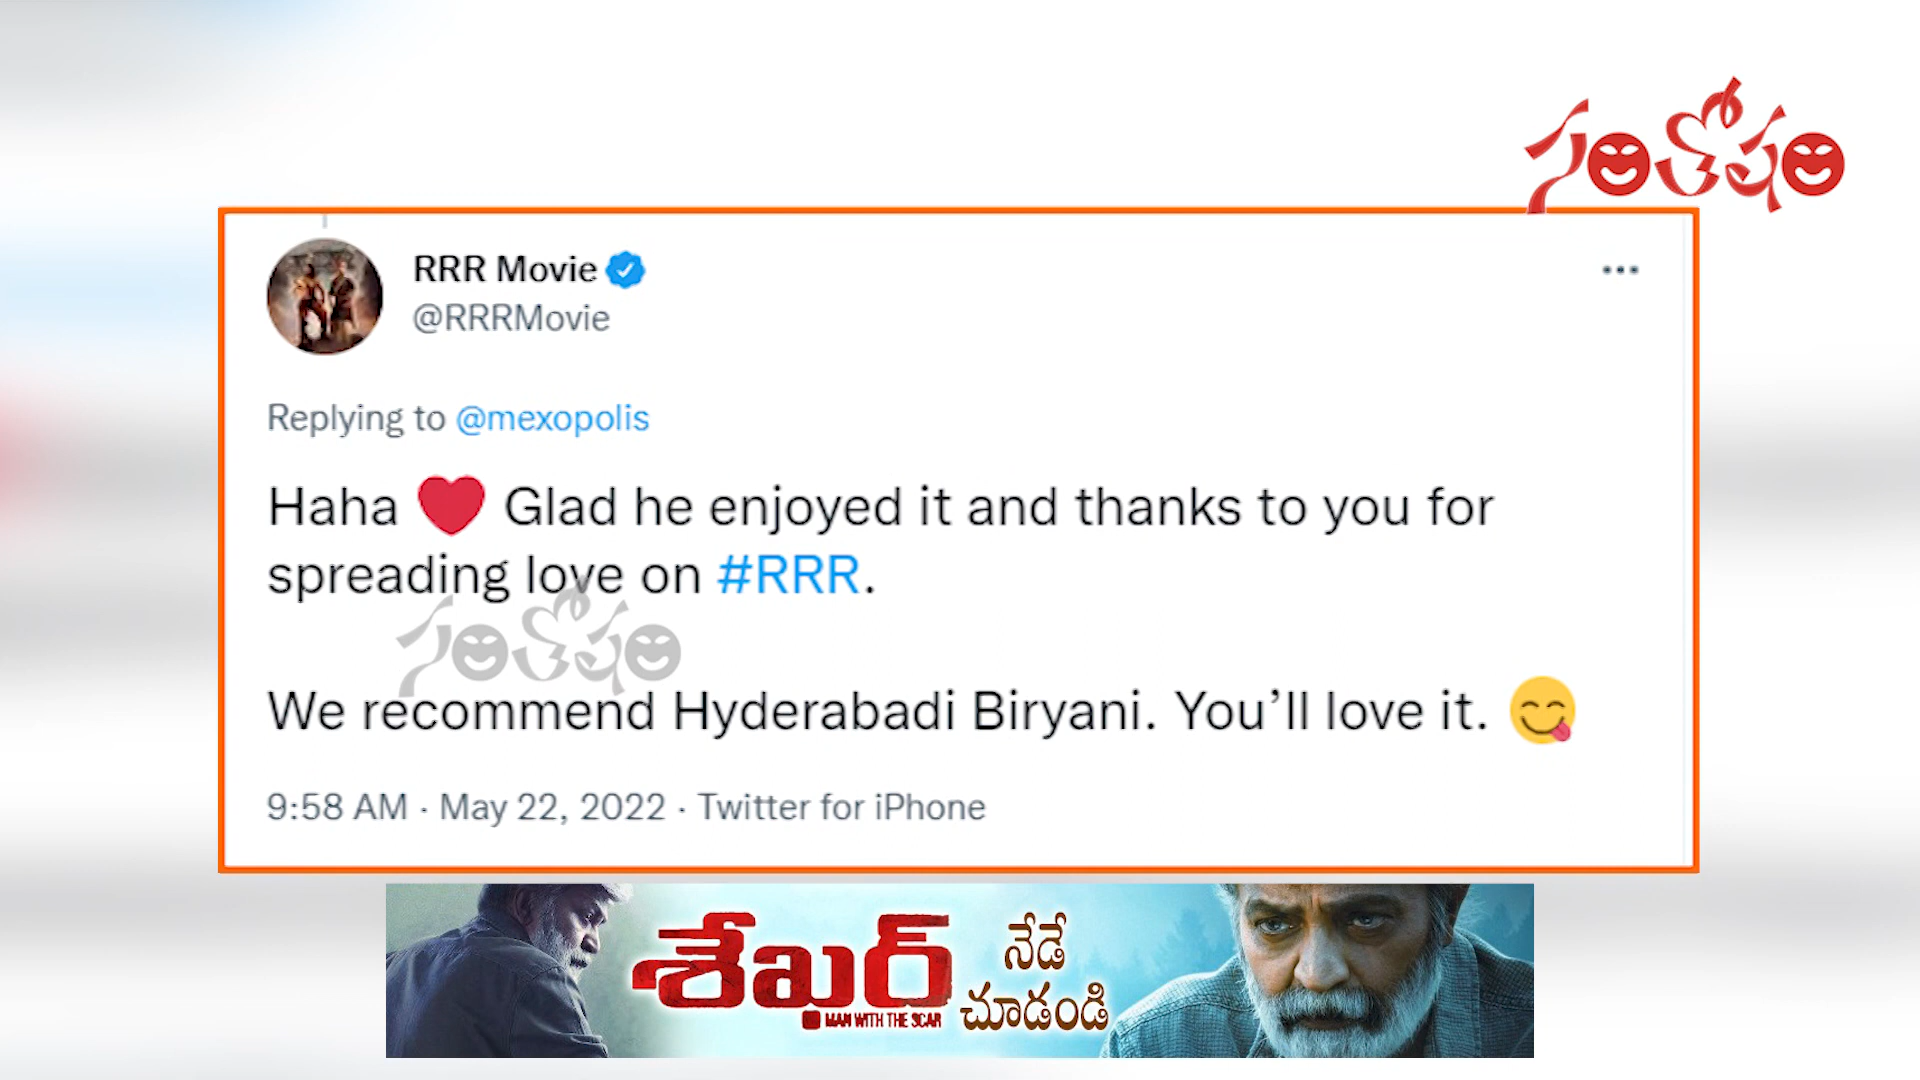 సంతోషం
RRR Movie
@RRRMovie
Replying to @mexopolis
Haha ❤️ Glad he enjoyed it and thanks to you for
spreading love on #RRR.
సంతోషం
We recommend Hyderabadi Biryani. You’ll love it. 😋
9:58 AM · May 22, 2022 · Twitter for iPhone
శేఖర్
MAN WITH THE SCAR
నేడే
చూడండి